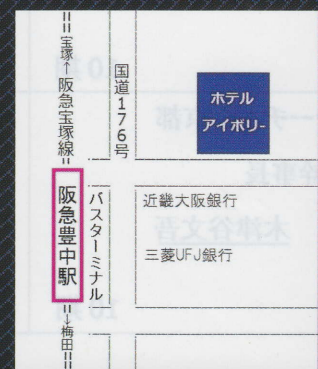 宝塚↑阪急宝塚線
国道176号
ホテル
アイボリー
阪急豊中駅
バスターミナル
近畿大阪銀行
三菱UFJ銀行
↓梅田